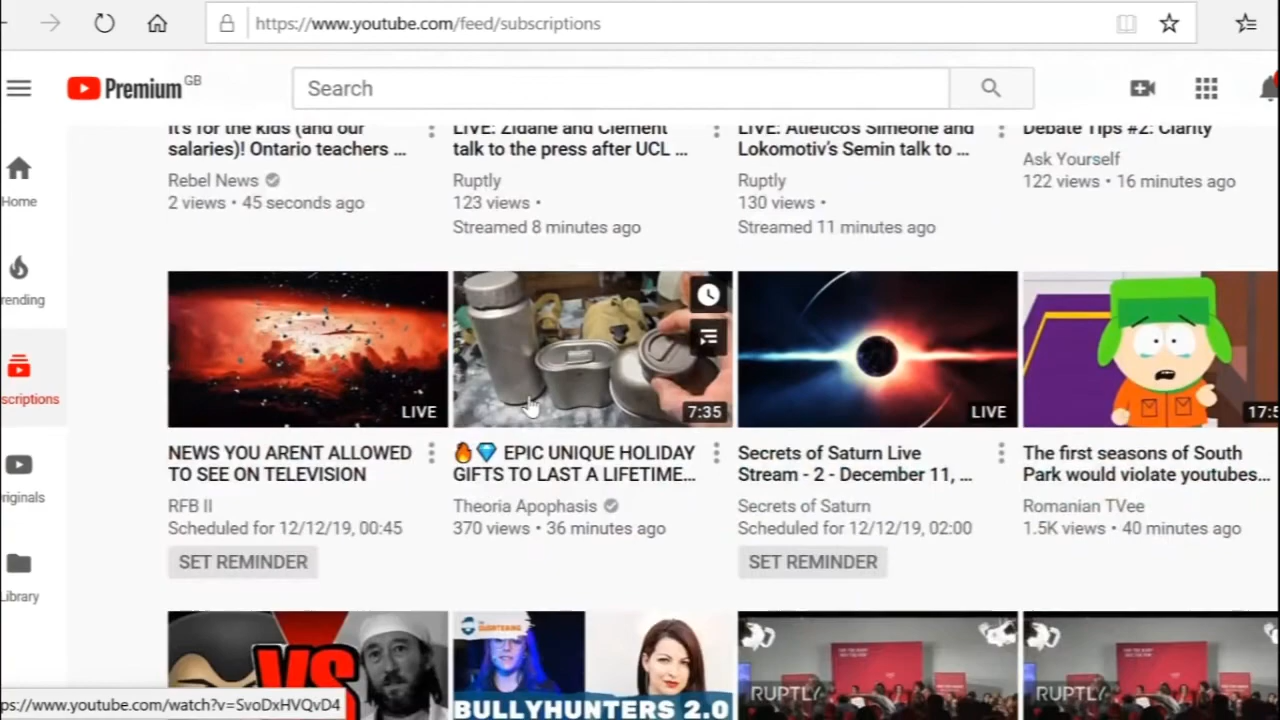 https://www.youtube.com/feed/subscriptions
Premium GB
Search
It's for the kids (and our
salaries)! Ontario teachers ...
Rebel News
2 views • 45 seconds ago
LIVE: Zidane and Clement
talk to the press after UCL ...
Ruptly
123 views •
Streamed 8 minutes ago
LIVE: Atletico's Simeone and
Lokomotiv's Semin talk to ...
Ruptly
130 views •
Streamed 11 minutes ago
Debate Tips #2: Clarity
Ask Yourself
122 views • 16 minutes ago
Home
rending
scriptions
riginals
Library
LIVE
NEWS YOU ARENT ALLOWED
TO SEE ON TELEVISION
RFB II
Scheduled for 12/12/19, 00:45
SET REMINDER
7:35
🔥💎 EPIC UNIQUE HOLIDAY
GIFTS TO LAST A LIFETIME...
Theoria Apophasis
370 views • 36 minutes ago
LIVE
Secrets of Saturn Live
Stream - 2 - December 11, ...
Secrets of Saturn
Scheduled for 12/12/19, 02:00
SET REMINDER
17:5
The first seasons of South
Park would violate youtubes...
Romanian TVee
1.5K views • 40 minutes ago
VS
BULLYHUNTERS 2.0
RUPTLY
RUPTLY
ps://www.youtube.com/watch?v=SvoDxHVQvD4